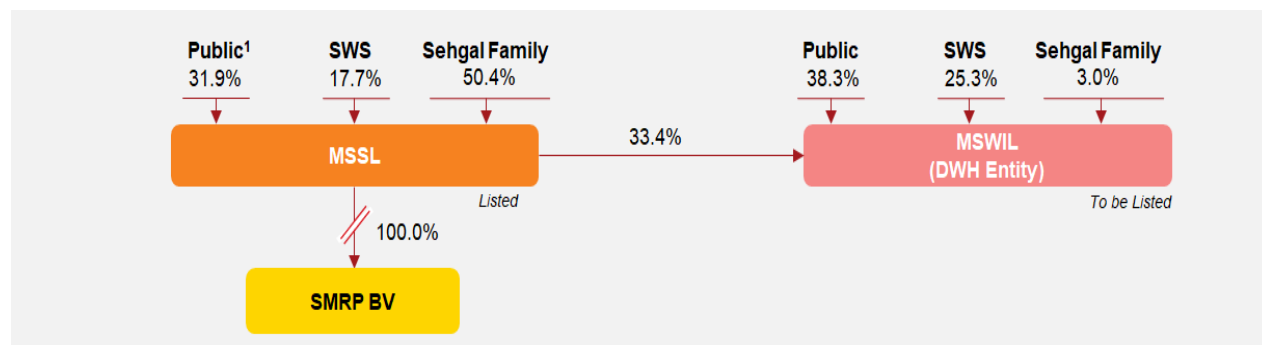 Public¹ SWS Sehgal Family Public SWS Sehgal Family
31.9% 17.7% 50.4% 38.3% 25.3% 3.0%
33.4%
MSSL MSWIL
(DWH Entity)
Listed To be Listed
100.0%
SMRP BV